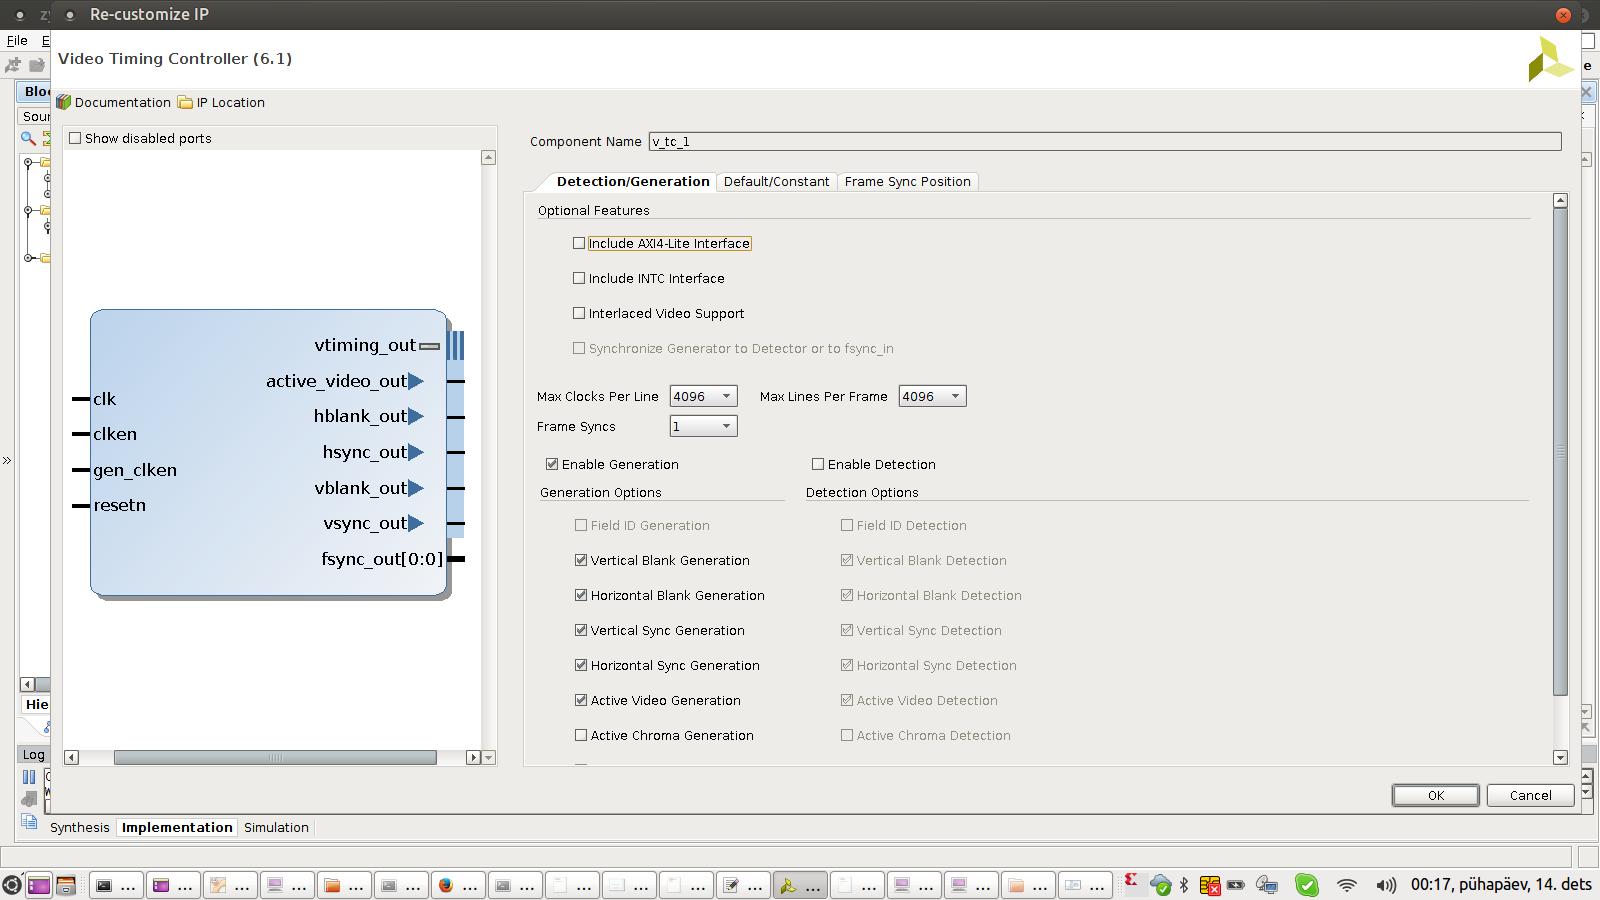 zy Re-customize IP
File E
Video Timing Controller (6.1)
e
Documentation IP Location
Bloc
Sour
Show disabled ports
Component Name v_tc_1
Detection/Generation Default/Constant Frame Sync Position
Optional Features
Include AXI4-Lite Interface
Include INTC Interface
Interlaced Video Support
Synchronize Generator to Detector or to fsync_in
Max Clocks Per Line 4096 Max Lines Per Frame 4096
Frame Syncs 1
Enable Generation Enable Detection
Generation Options Detection Options
Field ID Generation Field ID Detection
Vertical Blank Generation Vertical Blank Detection
Horizontal Blank Generation Horizontal Blank Detection
Vertical Sync Generation Vertical Sync Detection
Horizontal Sync Generation Horizontal Sync Detection
Active Video Generation Active Video Detection
Active Chroma Generation Active Chroma Detection
vtiming_out
active_video_out
clk
hblank_out
clken
hsync_out
gen_clken
vblank_out
resetn
vsync_out
fsync_out[0:0]
»
Hie
Log
OK Cancel
Synthesis Implementation Simulation
... ... ... ... ... ... ... ... ... ... ... ... ... ... ... ... ... ...
00:17, pühapäev, 14. dets